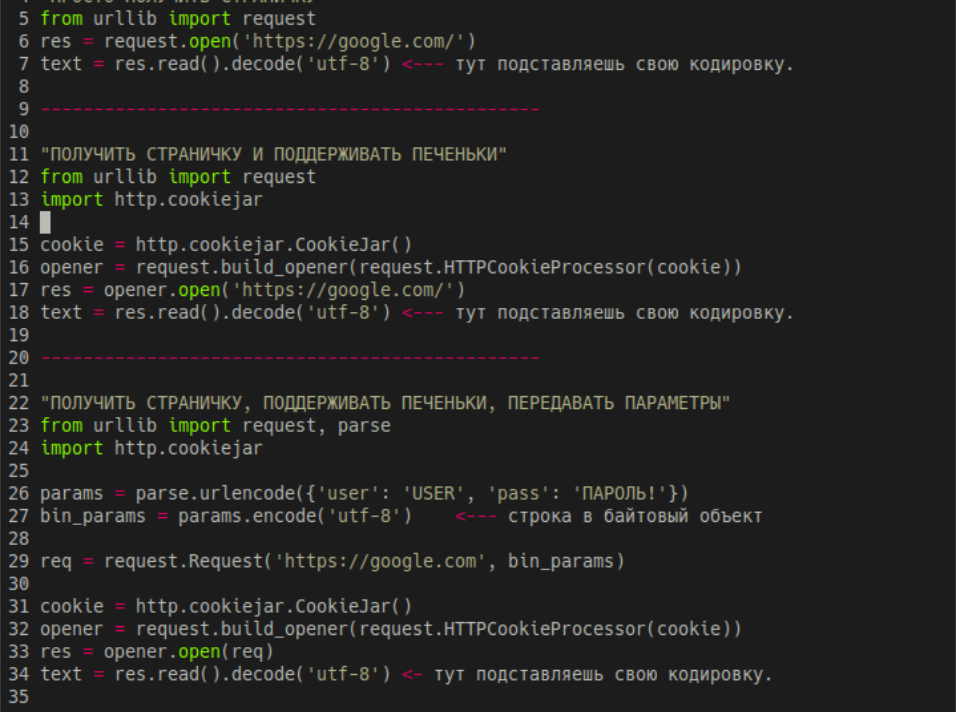 5 from urllib import request
6 res = request.open('https://google.com/')
7 text = res.read().decode('utf-8') <--- тут подставляешь свою кодировку.
8
9 -----------------------------------------------
10
11 "ПОЛУЧИТЬ СТРАНИЧКУ И ПОДДЕРЖИВАТЬ ПЕЧЕНЬКИ"
12 from urllib import request
13 import http.cookiejar
14
15 cookie = http.cookiejar.CookieJar()
16 opener = request.build_opener(request.HTTPCookieProcessor(cookie))
17 res = opener.open('https://google.com/')
18 text = res.read().decode('utf-8') <--- тут подставляешь свою кодировку.
19
20 -----------------------------------------------
21
22 "ПОЛУЧИТЬ СТРАНИЧКУ, ПОДДЕРЖИВАТЬ ПЕЧЕНЬКИ, ПЕРЕДАВАТЬ ПАРАМЕТРЫ"
23 from urllib import request, parse
24 import http.cookiejar
25
26 params = parse.urlencode({'user': 'USER', 'pass': 'ПАРОЛЬ!'})
27 bin_params = params.encode('utf-8')    <--- строка в байтовый объект
28
29 req = request.Request('https://google.com', bin_params)
30
31 cookie = http.cookiejar.CookieJar()
32 opener = request.build_opener(request.HTTPCookieProcessor(cookie))
33 res = opener.open(req)
34 text = res.read().decode('utf-8') <- тут подставляешь свою кодировку.
35